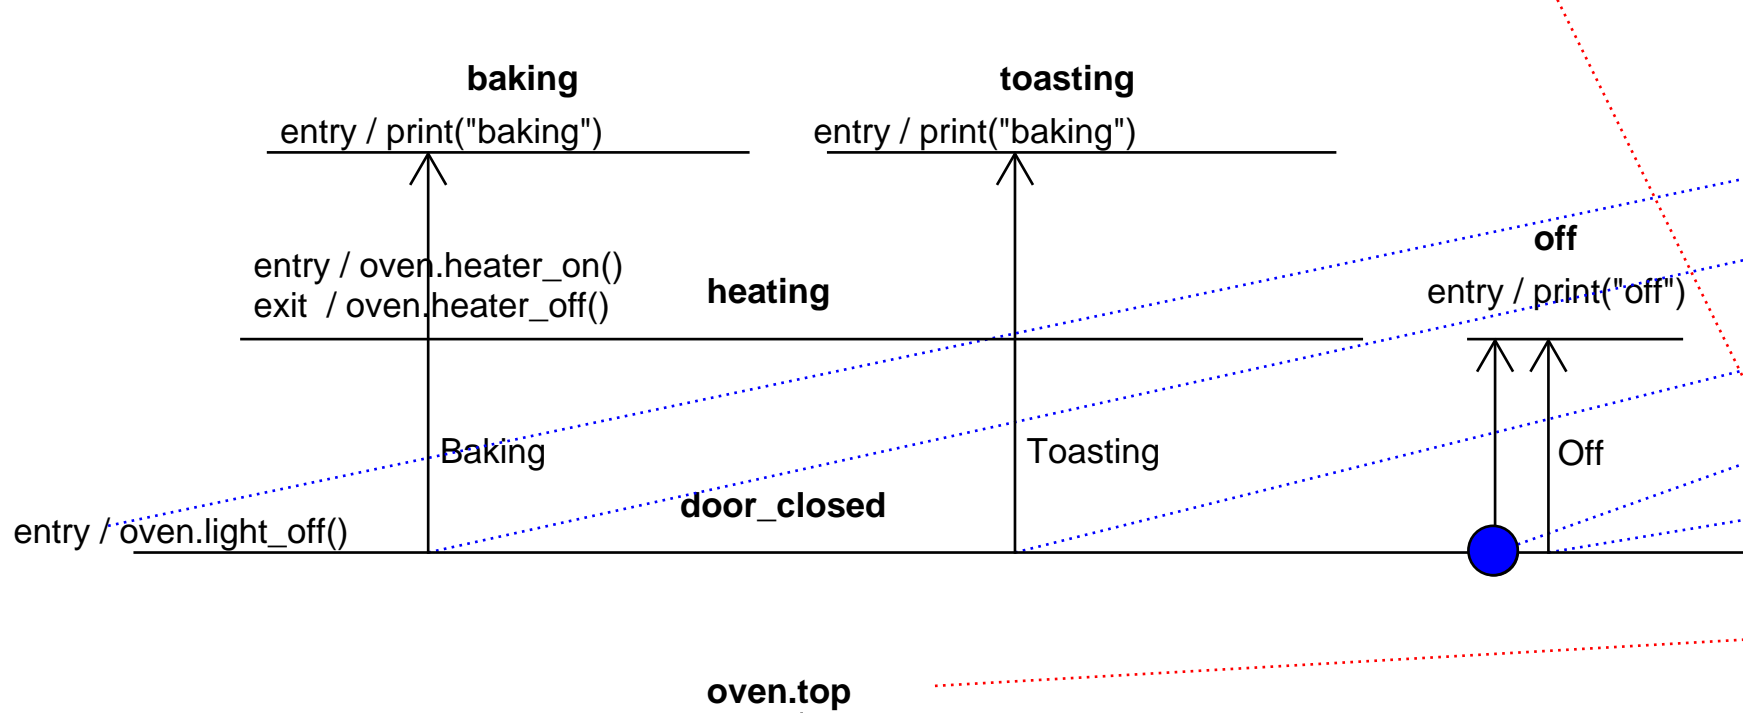 baking
toasting
entry / print("baking")
entry / print("baking")
off
entry / oven.heater_on()
exit / oven.heater_off()
heating
entry / print("off")
Baking
Toasting
Off
door_closed
entry / oven.light_off()
oven.top